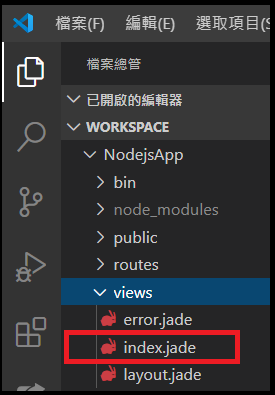 檔案(F) 編輯(E) 選取項目(S)
檔案總管
已開啟的編輯器
WORKSPACE
NodejsApp
bin
node_modules
public
routes
views
error.jade
index.jade
layout.jade